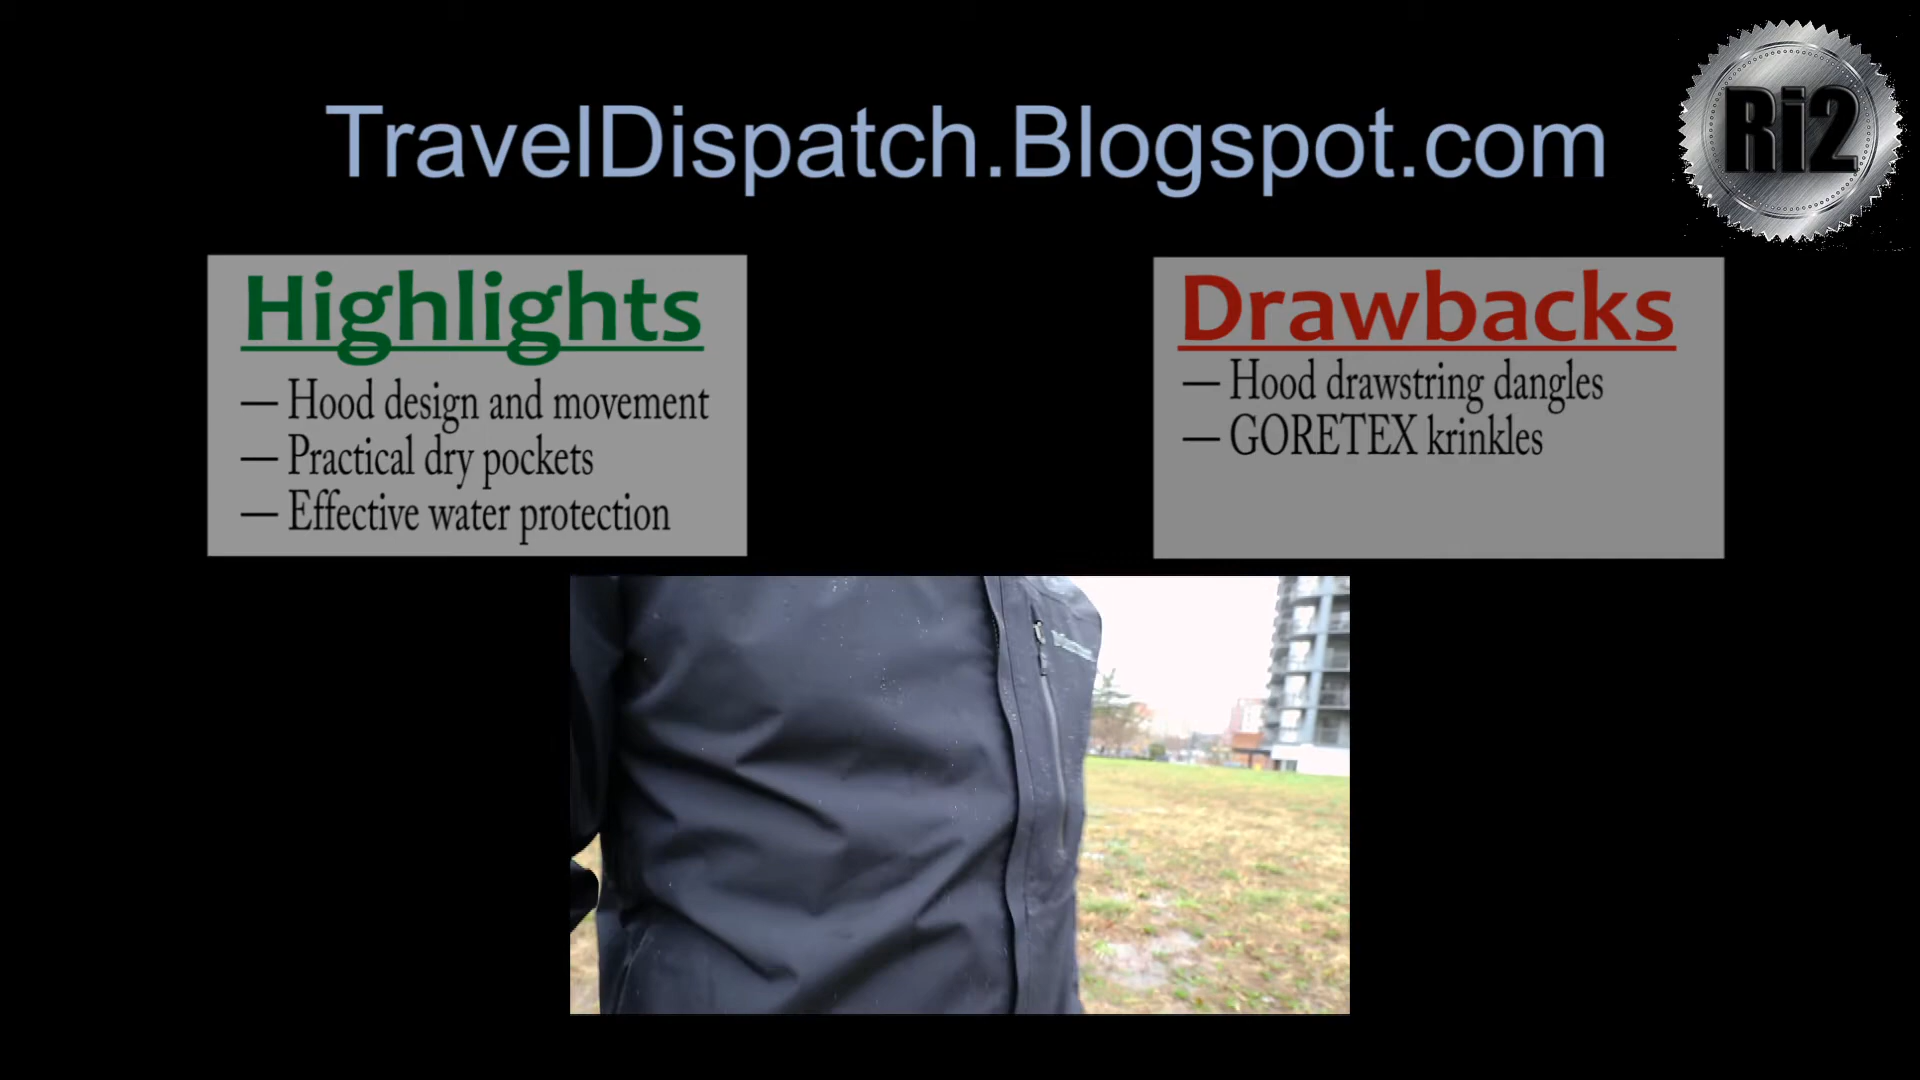 TravelDispatch.Blogspot.com
Ri2
Highlights
— Hood design and movement
— Practical dry pockets
— Effective water protection
Drawbacks
— Hood drawstring dangles
— GORETEX krinkles